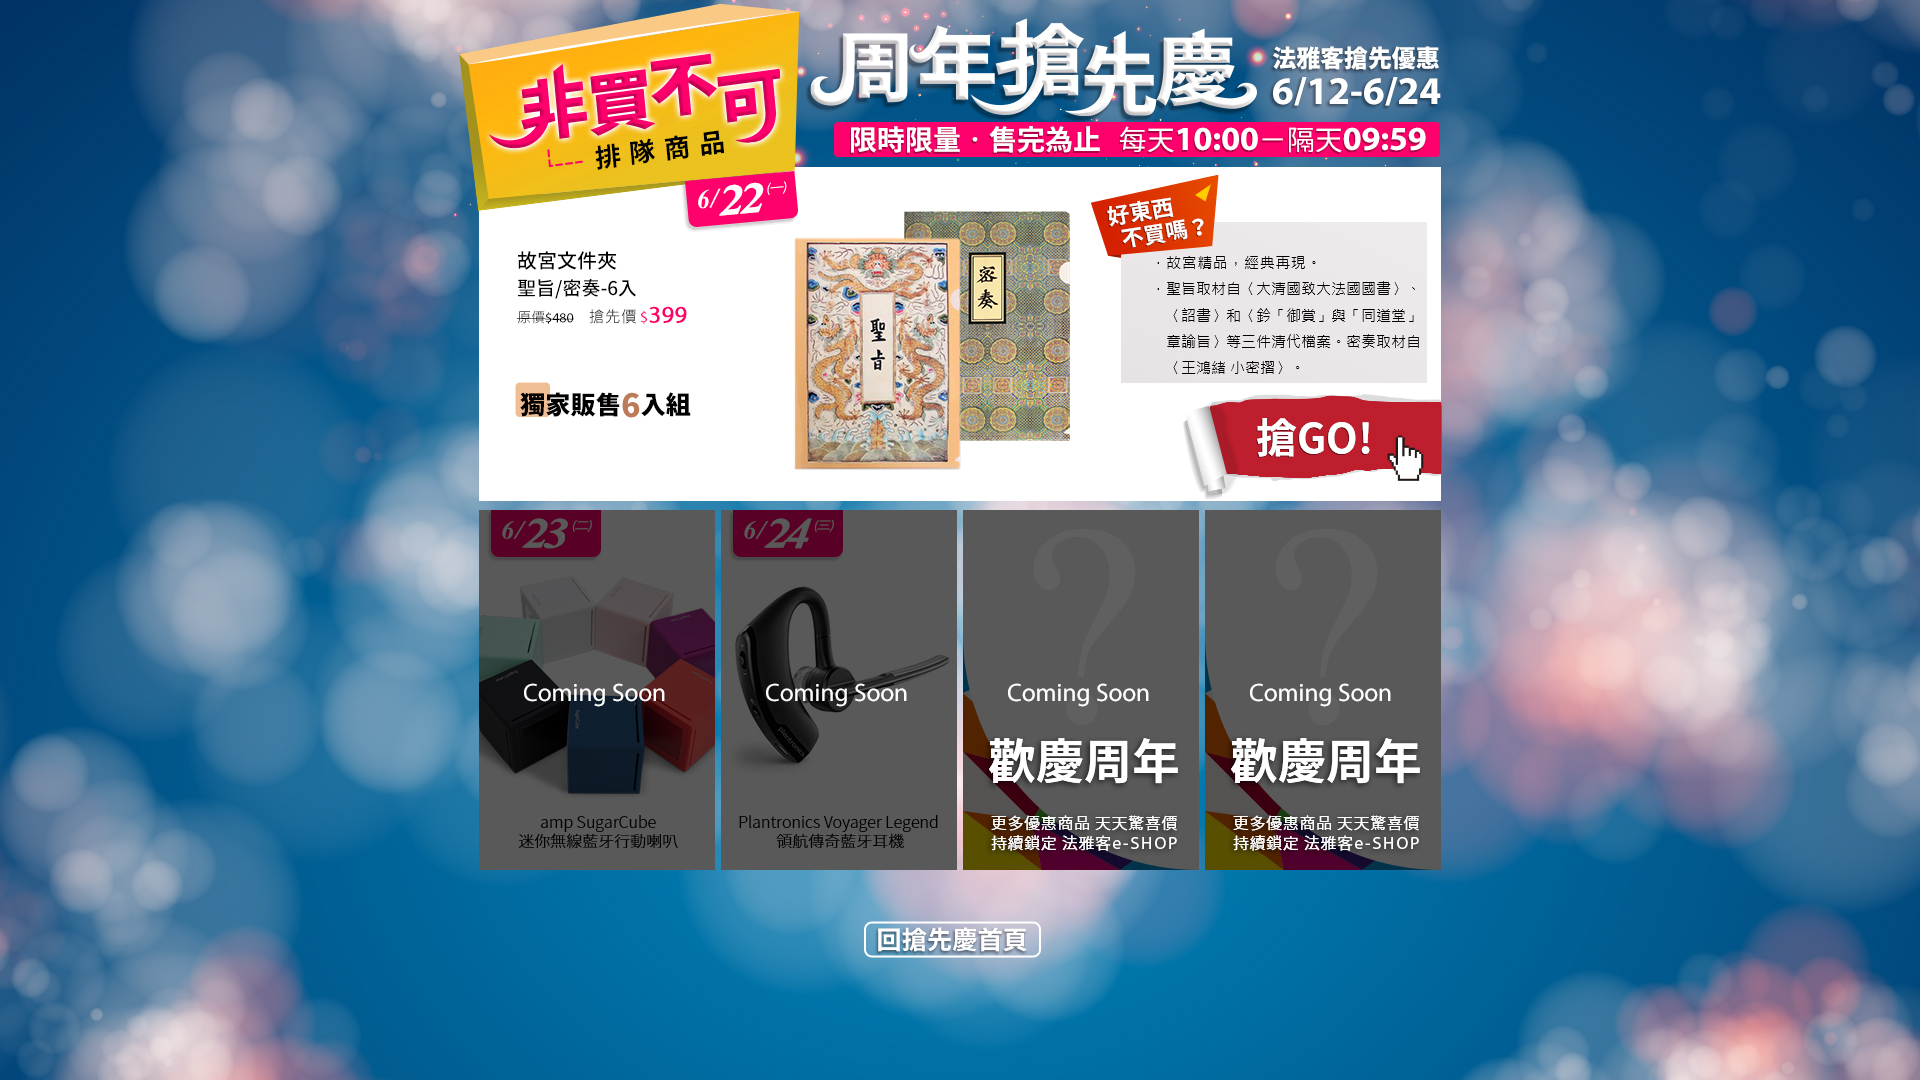 非買不可
排隊商品
周年搶先慶
法雅客搶先優惠
6/12-6/24
限時限量・售完為止 每天10:00－隔天09:59
6/22(一)
故宮文件夾
聖旨/密奏-6入
原價$480 搶先價 $399
獨家販售6入組
聖旨
密奏
好東西
不買嗎？
・故宮精品，經典再現。
・聖旨取材自〈大清國致大法國國書〉、
〈詔書〉和〈鈐「御賞」與「同道堂」
章諭旨〉等三件清代檔案。密奏取材自
〈王鴻緒 小密摺〉。
搶GO!
6/23(二)
Coming Soon
amp SugarCube
迷你無線藍牙行動喇叭
6/24(三)
plantronics
Coming Soon
Plantronics Voyager Legend
領航傳奇藍牙耳機
?
Coming Soon
歡慶周年
更多優惠商品 天天驚喜價
持續鎖定 法雅客e-SHOP
?
Coming Soon
歡慶周年
更多優惠商品 天天驚喜價
持續鎖定 法雅客e-SHOP
回搶先慶首頁